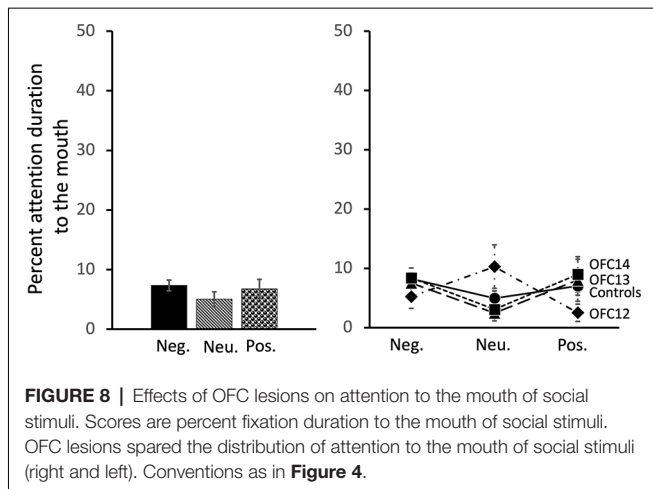 Percent attention duration
to the mouth
50
40
30
20
10
0
Neg. Neu. Pos.
50
40
30
20
10
0
Neg. Neu. Pos.
OFC14
OFC13
Controls
OFC12
FIGURE 8 | Effects of OFC lesions on attention to the mouth of social
stimuli. Scores are percent fixation duration to the mouth of social stimuli.
OFC lesions spared the distribution of attention to the mouth of social stimuli
(right and left). Conventions as in Figure 4.